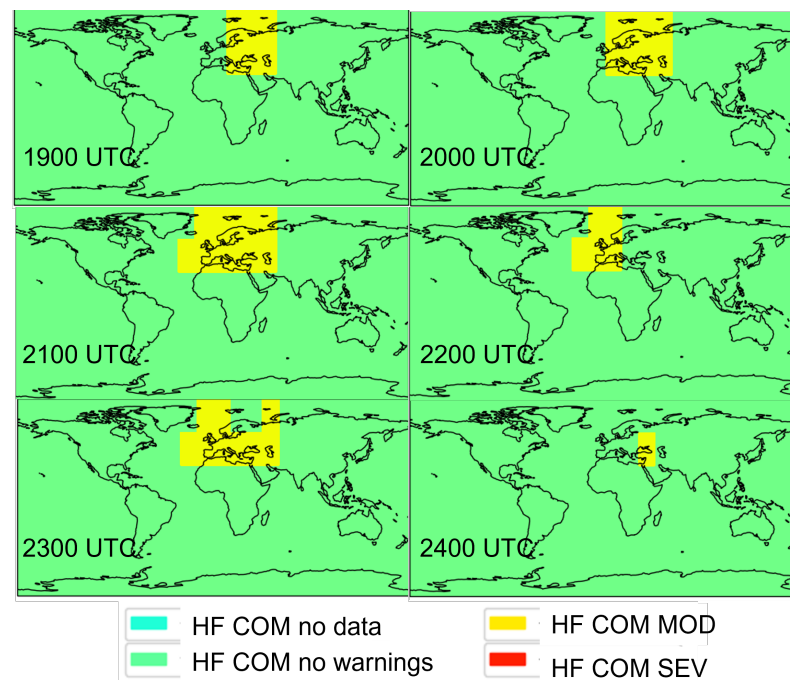 1900 UTC
2000 UTC
2100 UTC
2200 UTC
2300 UTC
2400 UTC
HF COM no data
HF COM MOD
HF COM no warnings
HF COM SEV